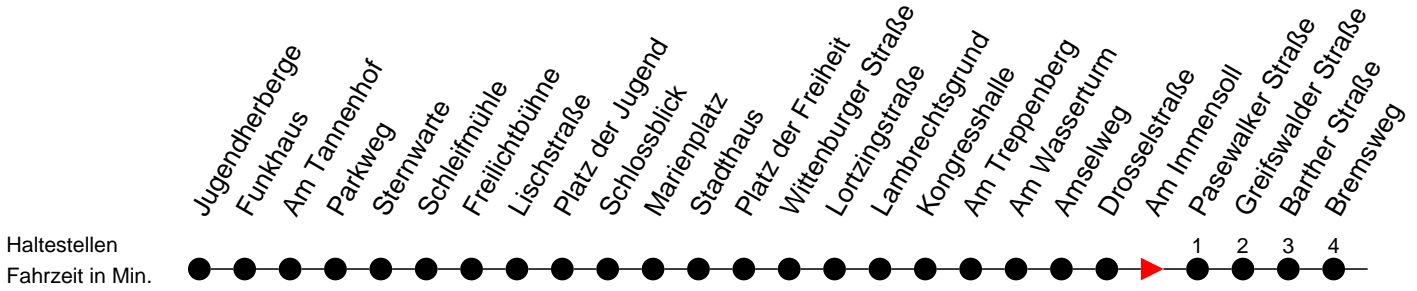 Jugendherberge
Funkhaus
Am Tannenhof
Parkweg
Sternwarte
Schleifmühle
Freilichtbühne
Lischstraße
Platz der Jugend
Schlossblick
Marienplatz
Stadthaus
Platz der Freiheit
Wittenburger Straße
Lortzingstraße
Lambrechtsgrund
Kongresshalle
Am Treppenberg
Am Wasserturm
Amselweg
Drosselstraße
Am Immensoll
Pasewalker Straße
Greifswalder Straße
Barther Straße
Bremsweg
Haltestellen
1 2 3 4
Fahrzeit in Min.